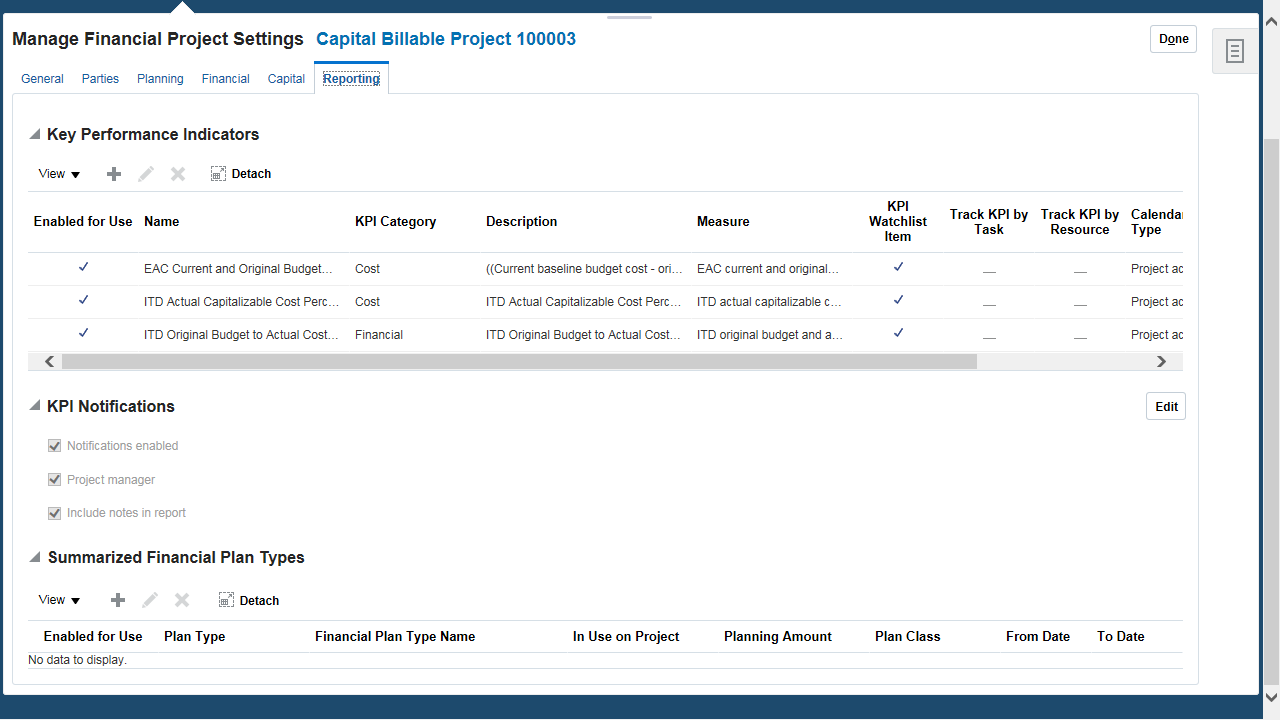 Manage Financial Project Settings Capital Billable Project 100003 Done
General Parties Planning Financial Capital Reporting
Key Performance Indicators
View Detach
Enabled for Use Name KPI Category Description Measure KPI Watchlist Item Track KPI by Task Track KPI by Resource Calendar Type
EAC Current and Original Budget... Cost ((Current baseline budget cost - ori... EAC current and original... — — Project ac
ITD Actual Capitalizable Cost Perc... Cost ITD Actual Capitalizable Cost Perc... ITD actual capitalizable c... — — Project ac
ITD Original Budget to Actual Cost... Financial ITD Original Budget to Actual Cost... ITD original budget and a... — — Project ac
KPI Notifications Edit
Notifications enabled
Project manager
Include notes in report
Summarized Financial Plan Types
View Detach
Enabled for Use Plan Type Financial Plan Type Name In Use on Project Planning Amount Plan Class From Date To Date
No data to display.